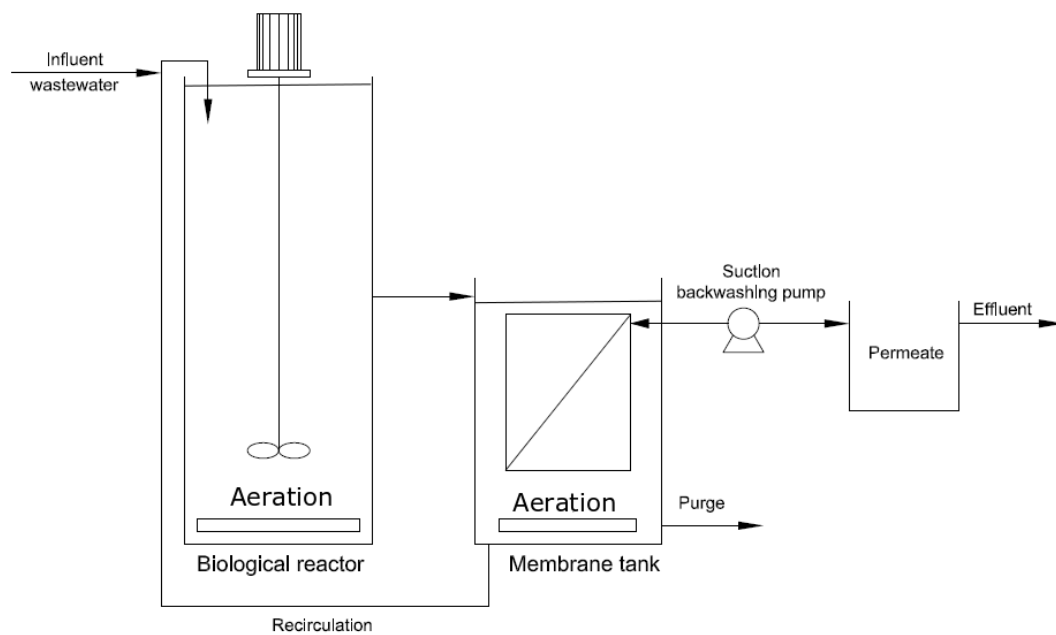 Influent
wastewater
Suction
backwashing pump
Effluent
Permeate
Aeration
Aeration
Purge
Biological reactor
Membrane tank
Recirculation